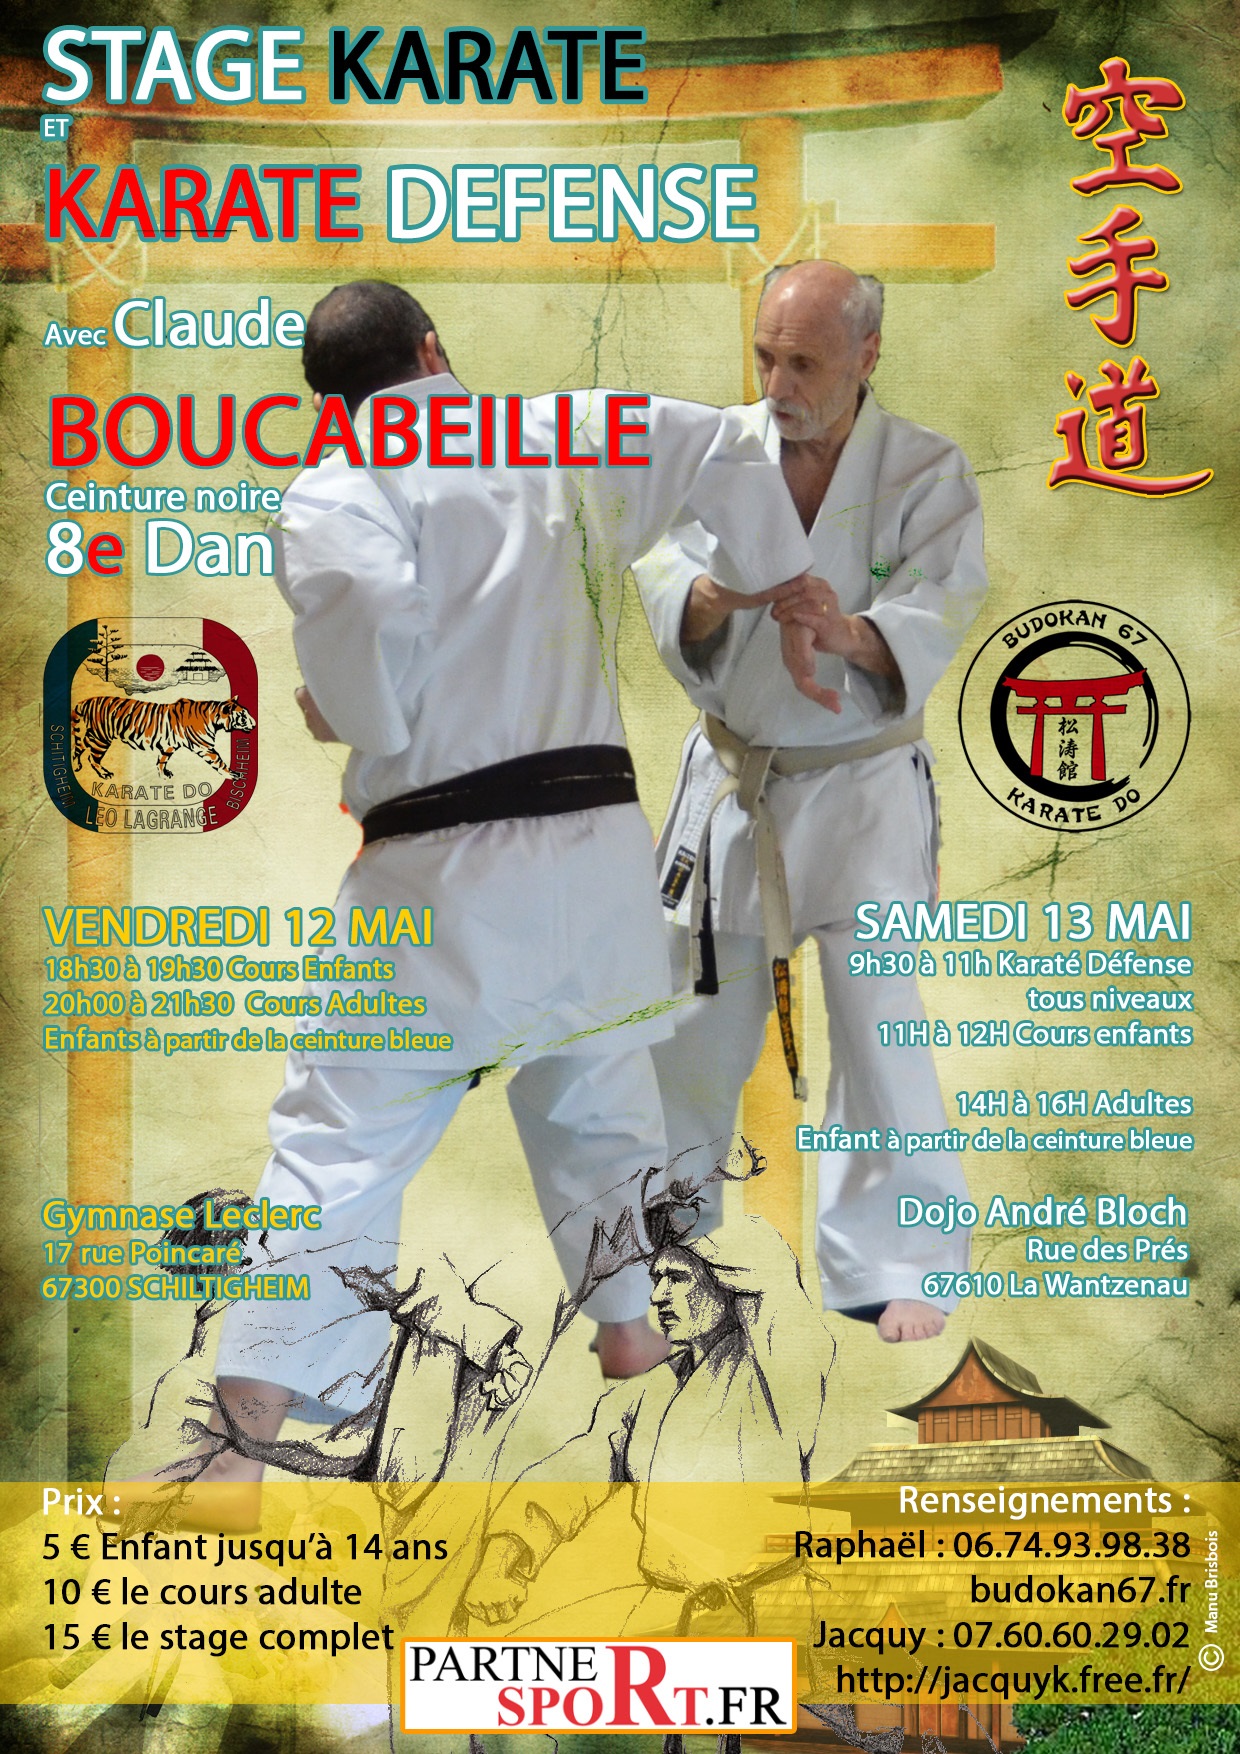 STAGE KARATE
ET
KARATE DEFENSE
Avec Claude
BOUCABEILLE
Ceinture noire
8e Dan
空
手
道
SCHITIGHEIM
BISCHHEIM
KARATE DO
LEO LAGRANGE
BUDOKAN 67
松
涛
館
KARATE DO
VENDREDI 12 MAI
18h30 à 19h30 Cours Enfants
20h00 à 21h30 Cours Adultes
Enfants à partir de la ceinture bleue
SAMEDI 13 MAI
9h30 à 11h Karaté Défense
tous niveaux
11H à 12H Cours enfants
14H à 16H Adultes
Enfant à partir de la ceinture bleue
Gymnase Leclerc
17 rue Poincaré
67300 SCHILTIGHEIM
Dojo André Bloch
Rue des Prés
67610 La Wantzenau
Prix :
5 € Enfant jusqu’à 14 ans
10 € le cours adulte
15 € le stage complet
Renseignements :
Raphaël : 06.74.93.98.38
budokan67.fr
Jacquy : 07.60.60.29.02
http://jacquyk.free.fr/
© Manu Brisbois
PARTNE
SPORT.FR